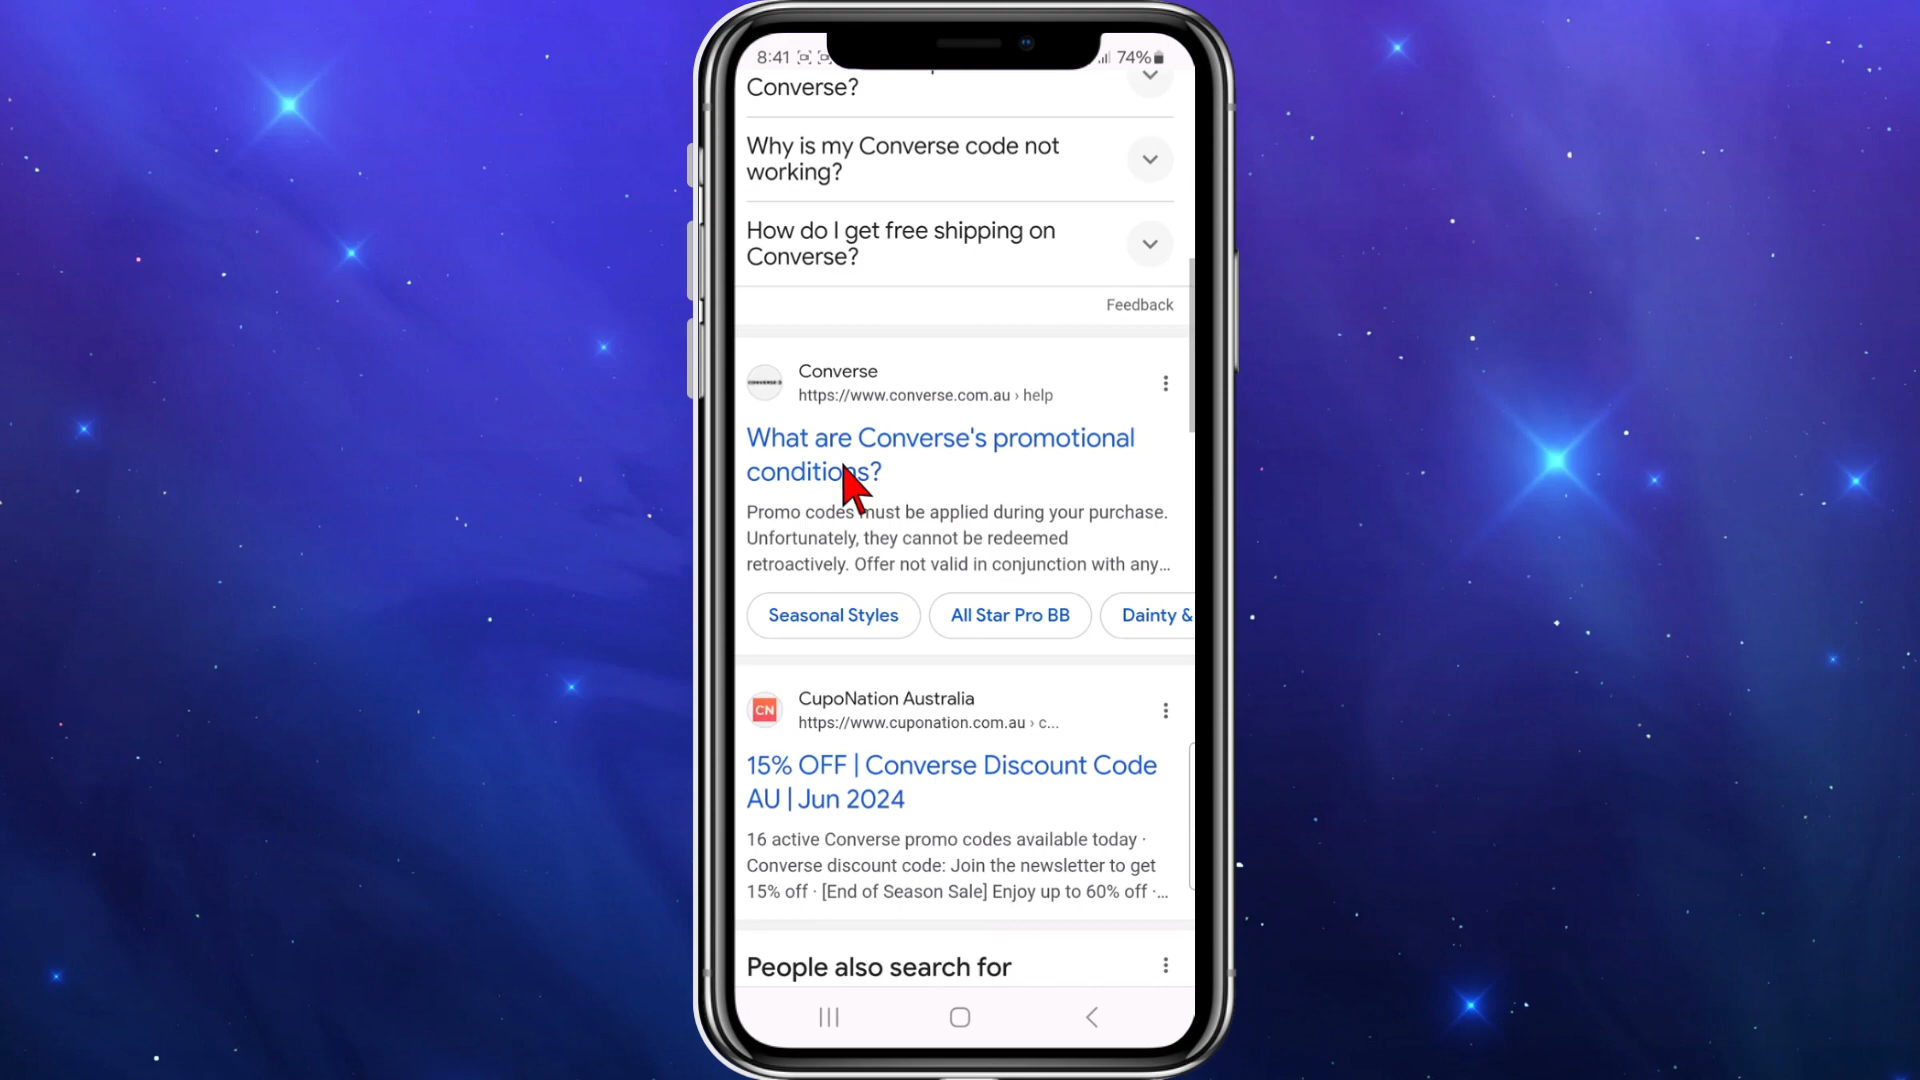 8:41
74%
Converse?
Why is my Converse code not
working?
How do I get free shipping on
Converse?
Feedback
Converse
https://www.converse.com.au › help
What are Converse's promotional
conditions?
Promo codes must be applied during your purchase.
Unfortunately, they cannot be redeemed
retroactively. Offer not valid in conjunction with any...
Seasonal Styles
All Star Pro BB
Dainty &
CN
CupoNation Australia
https://www.cuponation.com.au › c...
15% OFF | Converse Discount Code
AU | Jun 2024
16 active Converse promo codes available today ·
Converse discount code: Join the newsletter to get
15% off · [End of Season Sale] Enjoy up to 60% off ·...
People also search for